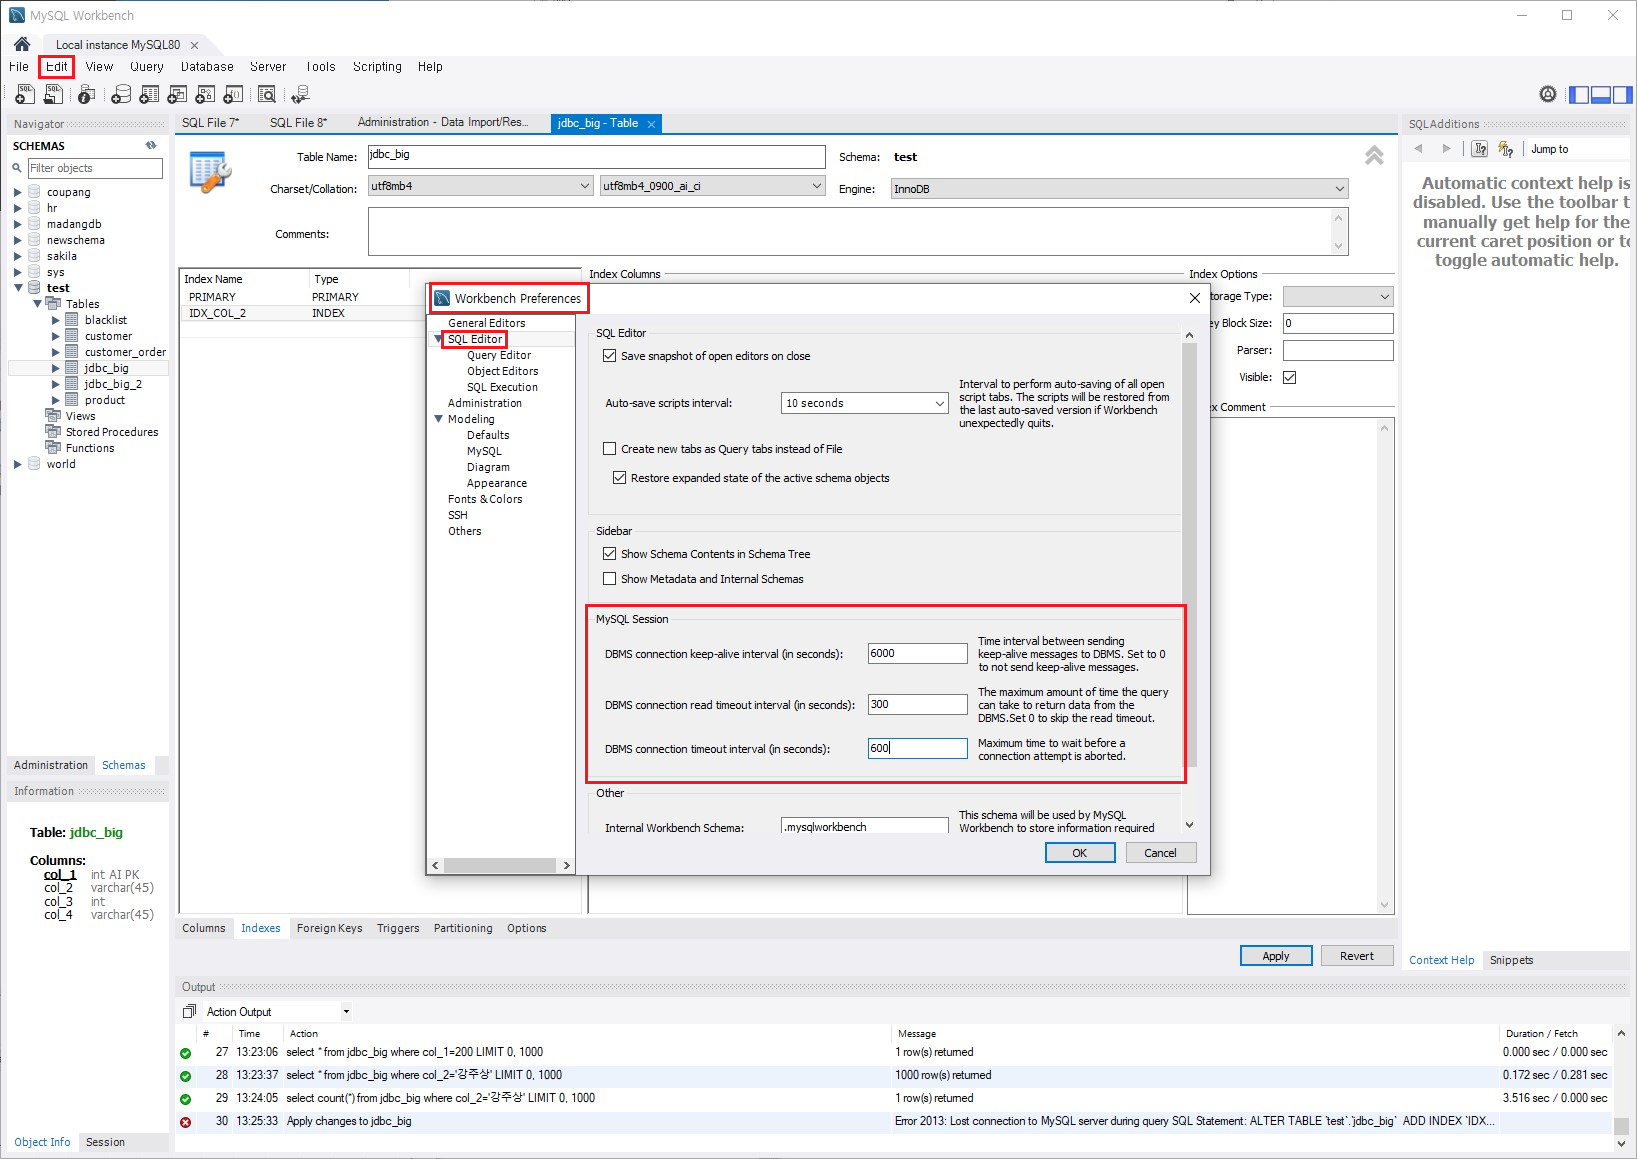 MySQL Workbench
Local instance MySQL80
File Edit View Query Database Server Tools Scripting Help
Navigator
SCHEMAS
Filter objects
coupang
hr
madangdb
newschema
sakila
sys
test
Tables
blacklist
customer
customer_order
jdbc_big
jdbc_big_2
product
Views
Stored Procedures
Functions
world
Administration Schemas
Information
Table: jdbc_big
Columns:
col_1 int AI PK
col_2 varchar(45)
col_3 int
col_4 varchar(45)
Object Info Session
SQL File 7* SQL File 8* Administration - Data Import/Res... jdbc_big - Table
Table Name: jdbc_big Schema: test
Charset/Collation: utf8mb4 utf8mb4_0900_ai_ci Engine: InnoDB
Comments:
Index Name Type
PRIMARY PRIMARY
IDX_COL_2 INDEX
Index Columns
Index Options
torage Type:
ey Block Size: 0
Parser:
Visible:
ex Comment
Workbench Preferences
General Editors
SQL Editor
Query Editor
Object Editors
SQL Execution
Administration
Modeling
Defaults
MySQL
Diagram
Appearance
Fonts & Colors
SSH
Others
SQL Editor
Save snapshot of open editors on close
Auto-save scripts interval: 10 seconds
Interval to perform auto-saving of all open
script tabs. The scripts will be restored from
the last auto-saved version if Workbench
unexpectedly quits.
Create new tabs as Query tabs instead of File
Restore expanded state of the active schema objects
Sidebar
Show Schema Contents in Schema Tree
Show Metadata and Internal Schemas
MySQL Session
DBMS connection keep-alive interval (in seconds): 6000
Time interval between sending
keep-alive messages to DBMS. Set to 0
to not send keep-alive messages.
DBMS connection read timeout interval (in seconds): 300
The maximum amount of time the query
can take to return data from the
DBMS.Set 0 to skip the read timeout.
DBMS connection timeout interval (in seconds): 600
Maximum time to wait before a
connection attempt is aborted.
Other
Internal Workbench Schema: .mysqlworkbench
This schema will be used by MySQL
Workbench to store information required
OK Cancel
Columns Indexes Foreign Keys Triggers Partitioning Options
Apply Revert
SQLAdditions
Jump to
Automatic context help is
disabled. Use the toolbar t
manually get help for the
current caret position or to
toggle automatic help.
Context Help Snippets
Output
Action Output
# Time Action Message Duration / Fetch
27 13:23:06 select * from jdbc_big where col_1=200 LIMIT 0, 1000 1 row(s) returned 0.000 sec / 0.000 sec
28 13:23:37 select * from jdbc_big where col_2='강주상' LIMIT 0, 1000 1000 row(s) returned 0.172 sec / 0.281 sec
29 13:24:05 select count(*) from jdbc_big where col_2='강주상' LIMIT 0, 1000 1 row(s) returned 3.516 sec / 0.000 sec
30 13:25:33 Apply changes to jdbc_big Error 2013: Lost connection to MySQL server during query SQL Statement: ALTER TABLE `test`.`jdbc_big` ADD INDEX `IDX...